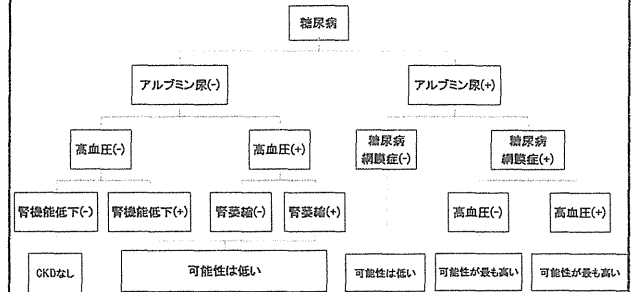 糖尿病
アルブミン尿(-)
アルブミン尿(+)
高血圧(-)
高血圧(+)
糖尿病
網膜症(-)
糖尿病
網膜症(+)
腎機能低下(-)
腎機能低下(+)
腎萎縮(-)
腎萎縮(+)
高血圧(-)
高血圧(+)
CKDなし
可能性は低い
可能性は低い
可能性が最も高い
可能性が最も高い